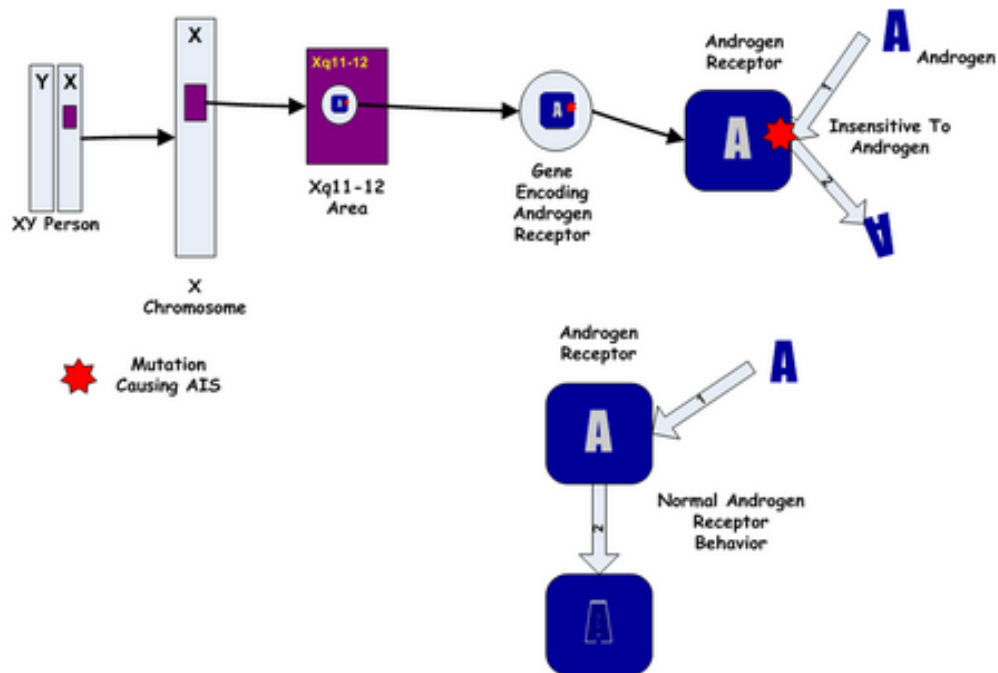 Y X
XY Person
X
X
Chromosome
Xq11-12
A
Xq11-12
Area
A
Gene
Encoding
Androgen
Receptor
Androgen
Receptor
A
A
Androgen
1
Insensitive To
Androgen
2
A
Mutation
Causing AIS
Androgen
Receptor
A
A
1
Normal Androgen
Receptor
Behavior
2
A